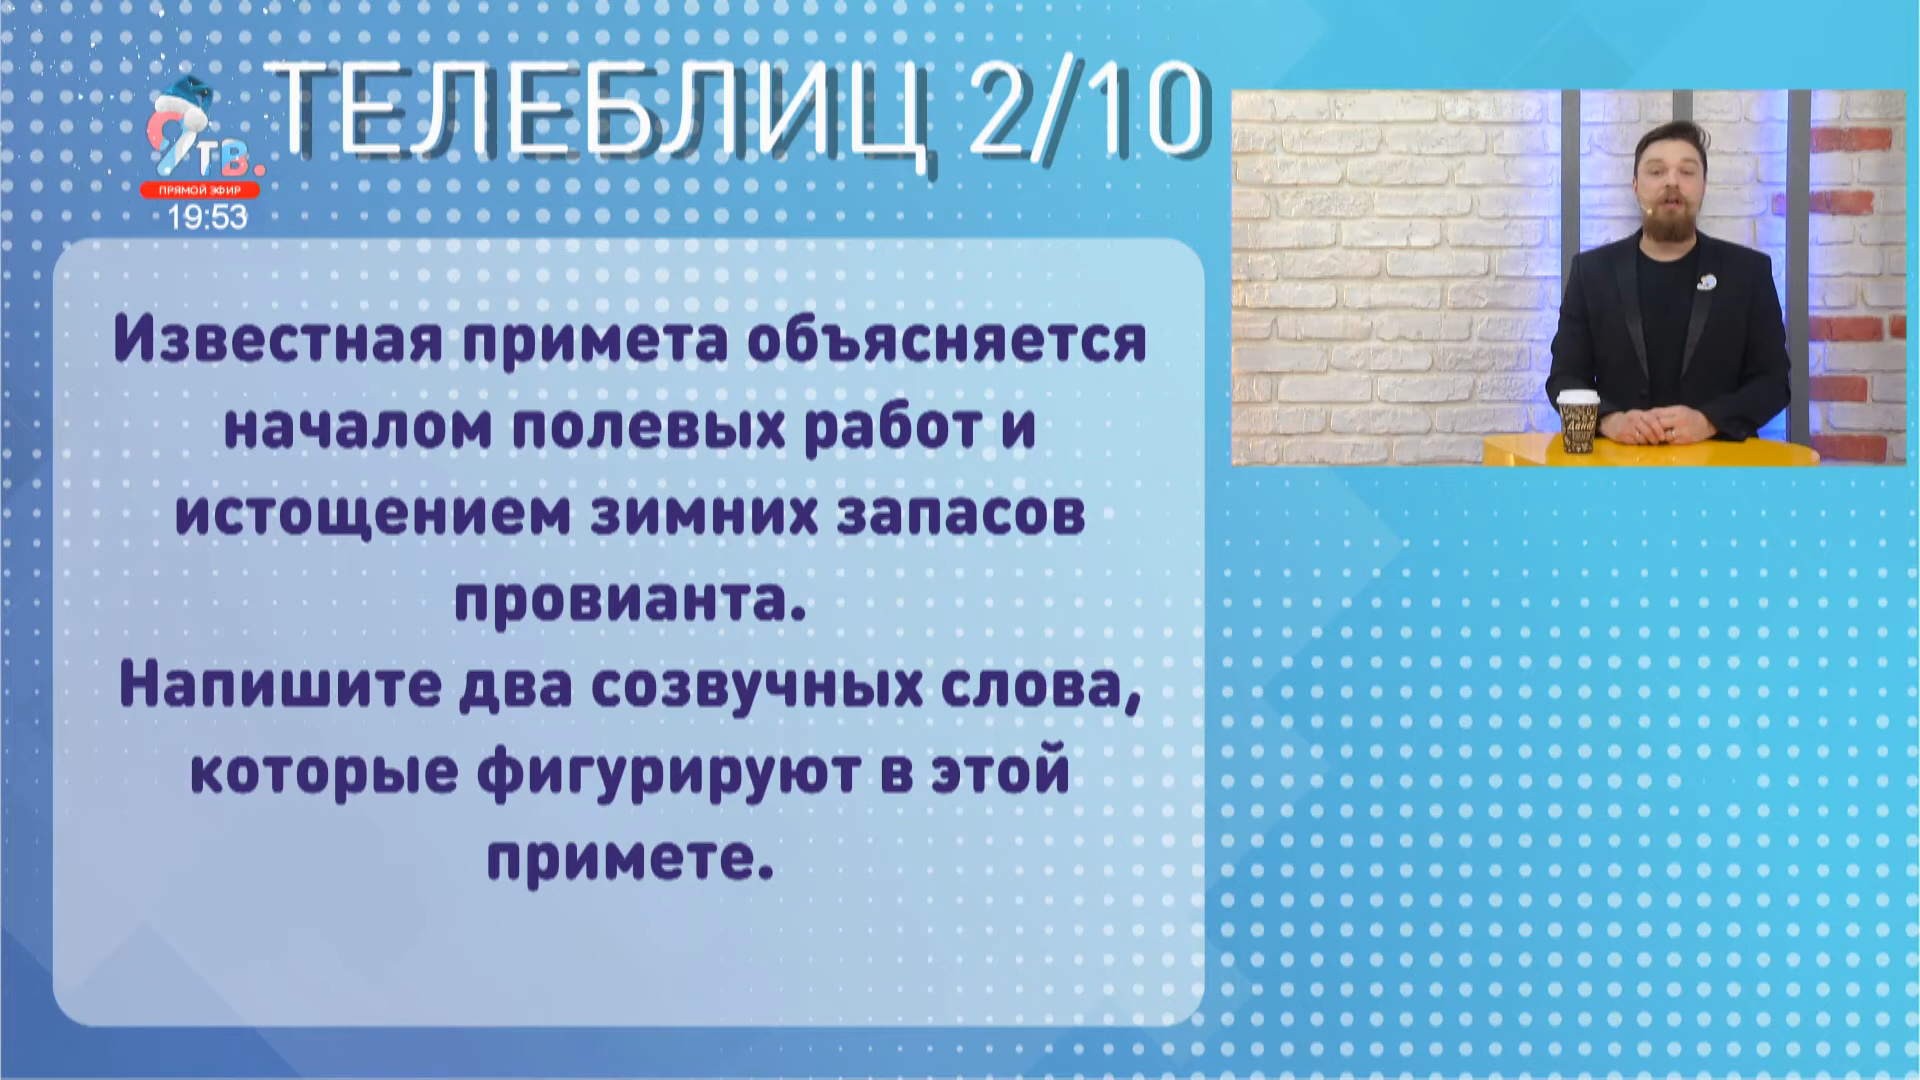 ТЕЛЕБЛИЦ 2/10
9ТВ.
ПРЯМОЙ ЭФИР
19:53
Известная примета объясняется
началом полевых работ и
истощением зимних запасов
провианта.
Напишите два созвучных слова,
которые фигурируют в этой
примете.